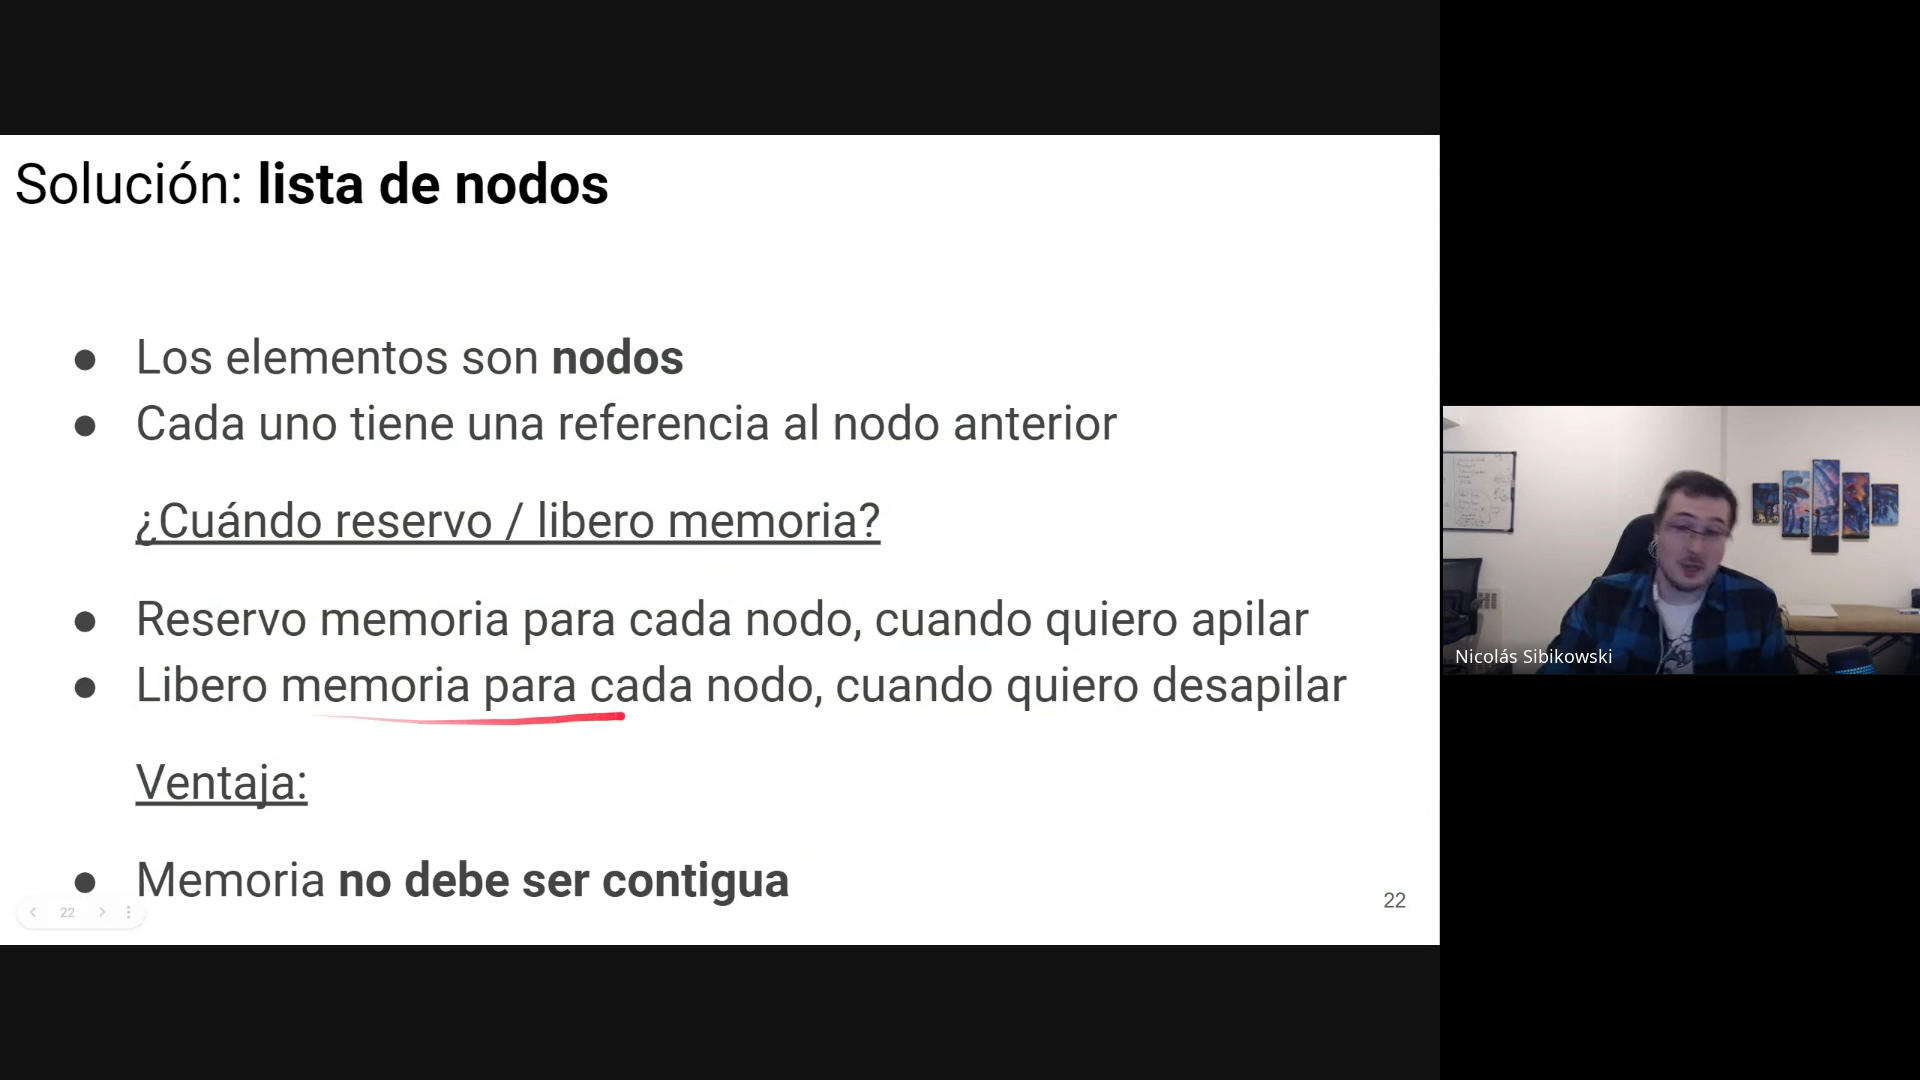 Solución: lista de nodos
● Los elementos son nodos
● Cada uno tiene una referencia al nodo anterior
¿Cuándo reservo / libero memoria?
● Reservo memoria para cada nodo, cuando quiero apilar
● Libero memoria para cada nodo, cuando quiero desapilar
Ventaja:
● Memoria no debe ser contigua
22
22
Nicolás Sibikowski